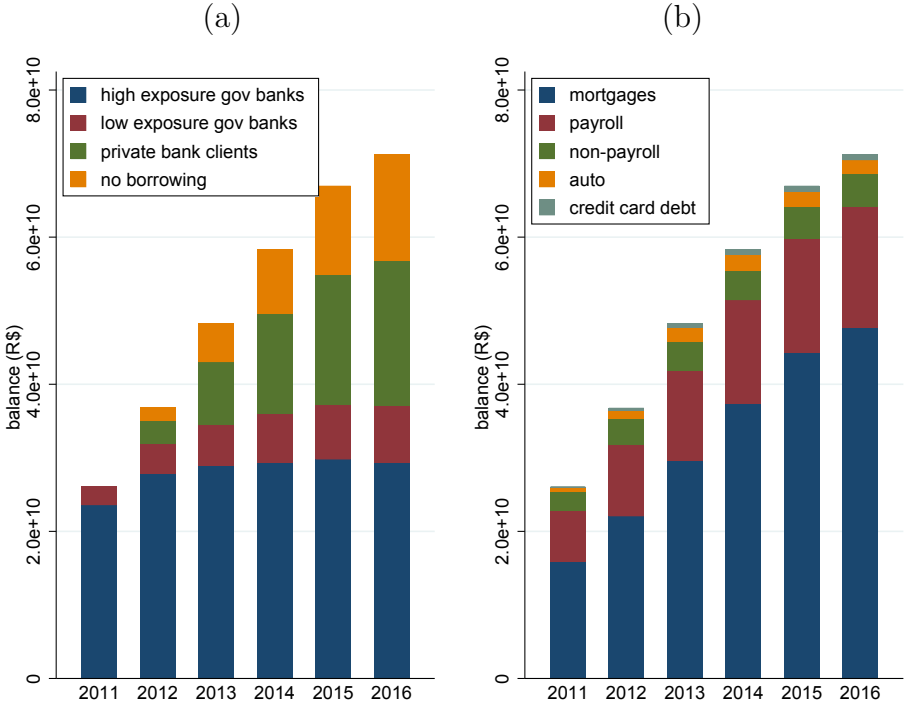 (a)
high exposure gov banks
low exposure gov banks
private bank clients
no borrowing
balance (R$)
8.0e+10
6.0e+10
4.0e+10
2.0e+10
0
2011 2012 2013 2014 2015 2016
(b)
mortgages
payroll
non-payroll
auto
credit card debt
balance (R$)
8.0e+10
6.0e+10
4.0e+10
2.0e+10
0
2011 2012 2013 2014 2015 2016